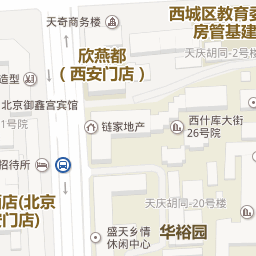 天奇商务楼
西城区教育委
房管基建
欣燕都
（西安门店）
天庆胡同-2号
造型
北京御鑫宫宾馆
1号院
链家地产
西什库大街
26号院
招待所
酒店(北京
安门店)
天庆胡同-20号楼
盛天乡情
休闲中心
华裕园